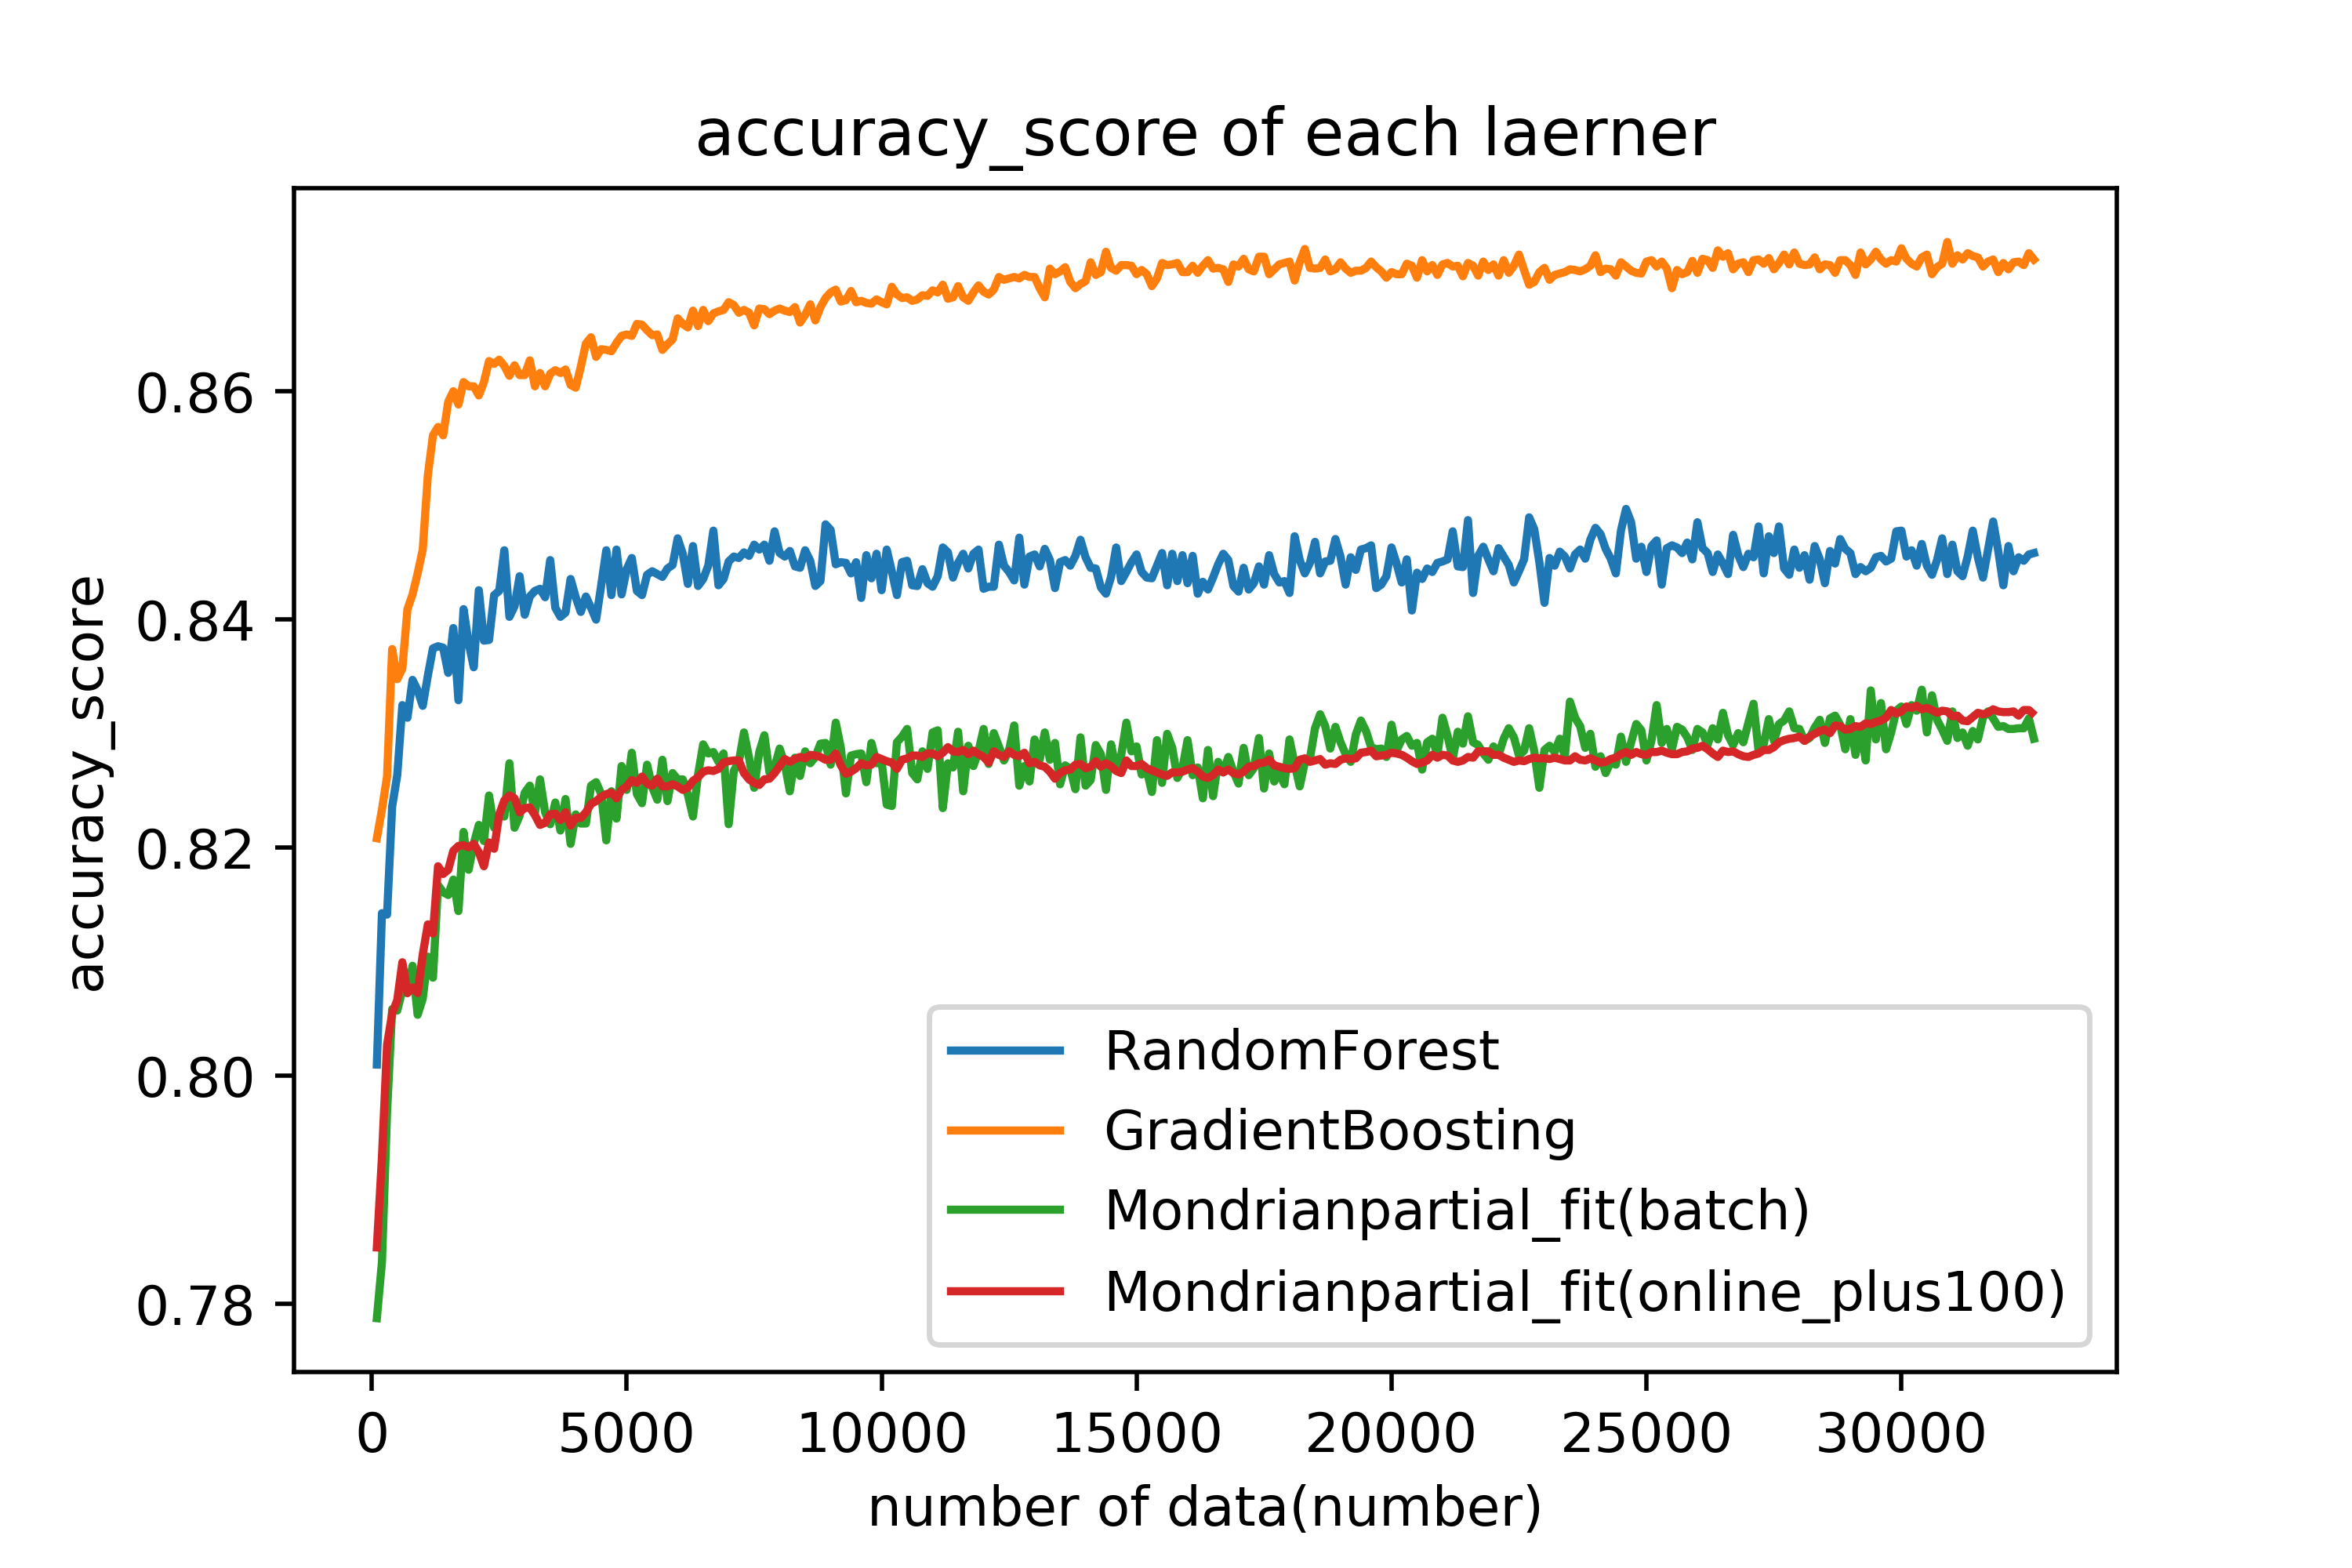 accuracy_score of each laerner
accuracy_score
0.86
0.84
0.82
0.80
0.78
RandomForest
GradientBoosting
Mondrianpartial_fit(batch)
Mondrianpartial_fit(online_plus100)
0 5000 10000 15000 20000 25000 30000
number of data(number)